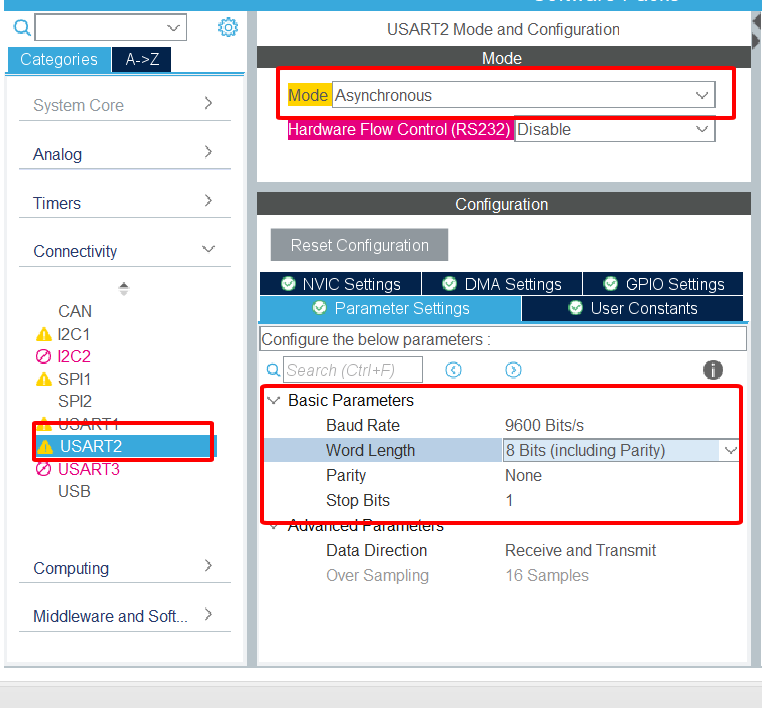 USART2 Mode and Configuration
Categories A->Z
Mode
System Core
Mode Asynchronous
Hardware Flow Control (RS232) Disable
Analog
Timers
Configuration
Connectivity
Reset Configuration
NVIC Settings DMA Settings GPIO Settings
Parameter Settings User Constants
CAN
I2C1
I2C2
SPI1
SPI2
USART1
USART2
USART3
USB
Computing
Middleware and Soft...
Configure the below parameters :
Search (Ctrl+F)
Basic Parameters
Baud Rate 9600 Bits/s
Word Length 8 Bits (including Parity)
Parity None
Stop Bits 1
Advanced Parameters
Data Direction Receive and Transmit
Over Sampling 16 Samples